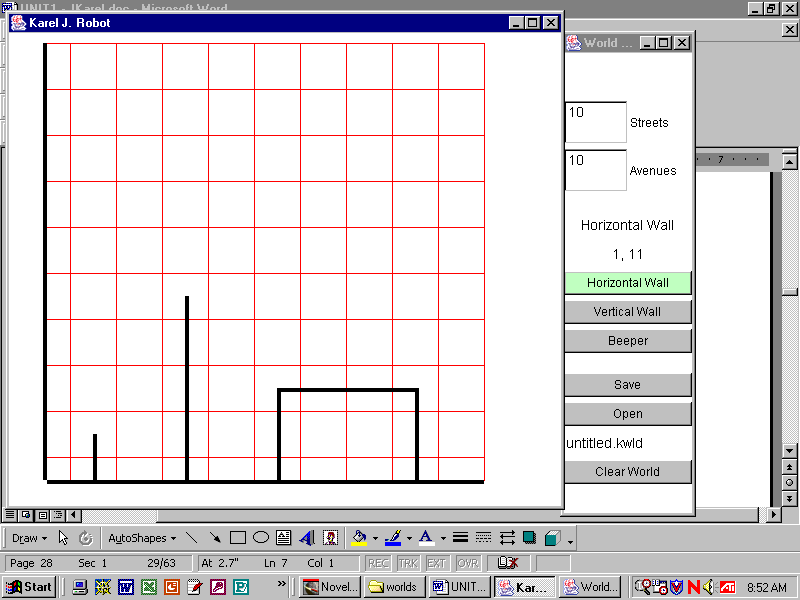 UNIT1 - JKarel.doc - Microsoft Word
Karel J. Robot
World ...
10
Streets
7
10
Avenues
Horizontal Wall
1, 11
Horizontal Wall
Vertical Wall
Beeper
Save
Open
untitled.kwld
Clear World
Draw
AutoShapes
A
Page 28 Sec 1 29/63 At 2.7" Ln 7 Col 1 REC TRK EXT OVR
Start
Novel...
worlds
UNIT...
Kar...
World...
8:52 AM